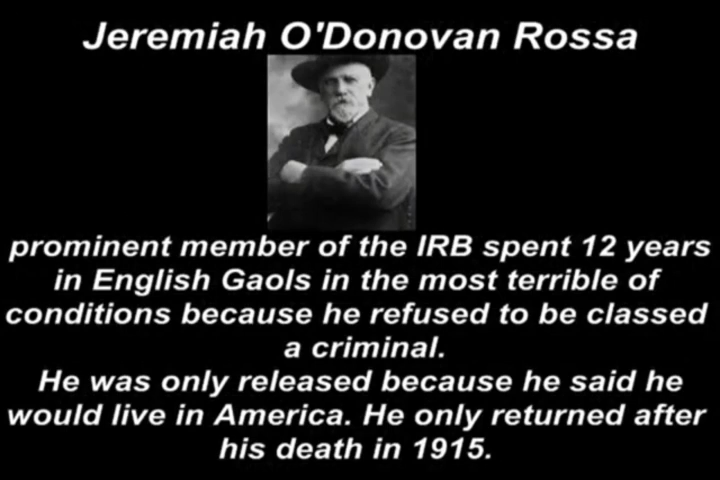 Jeremiah O'Donovan Rossa
prominent member of the IRB spent 12 years
in English Gaols in the most terrible of
conditions because he refused to be classed
a criminal.
He was only released because he said he
would live in America. He only returned after
his death in 1915.